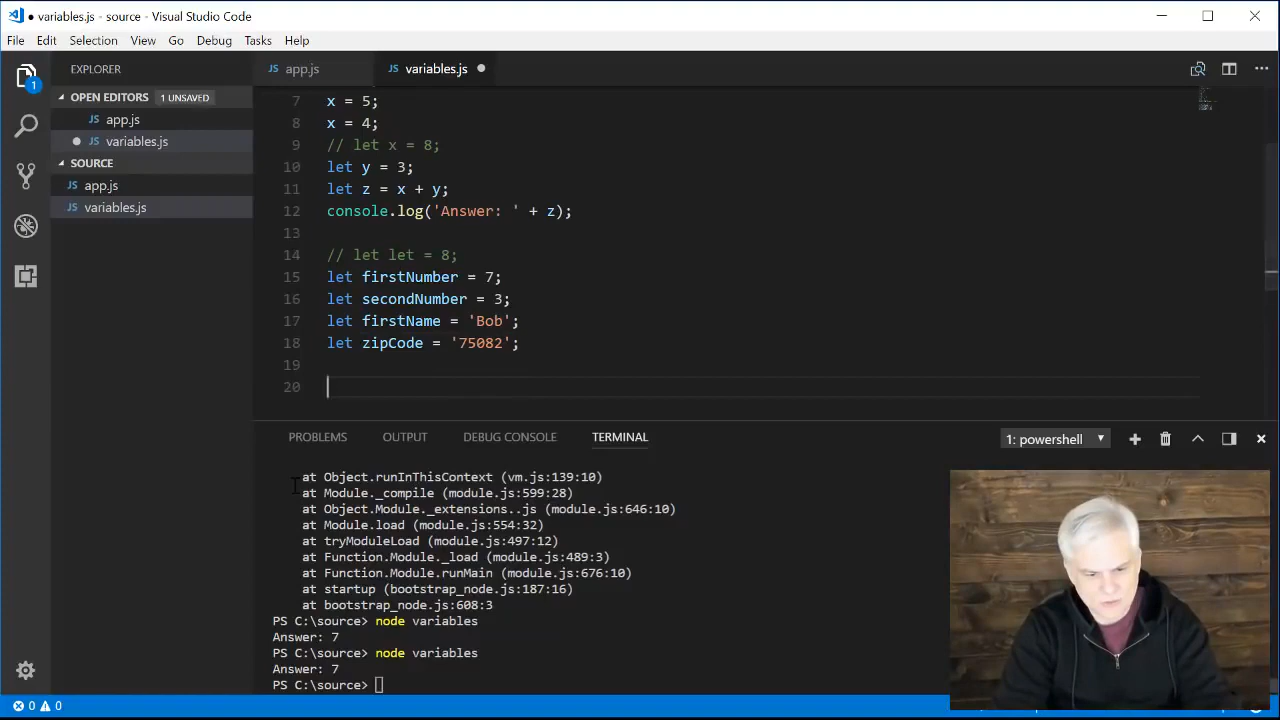 variables.js - source - Visual Studio Code
File Edit Selection View Go Debug Tasks Help
EXPLORER
app.js
variables.js
1
OPEN EDITORS 1 UNSAVED
app.js
variables.js
SOURCE
app.js
variables.js
7 x = 5;
8 x = 4;
9 // let x = 8;
10 let y = 3;
11 let z = x + y;
12 console.log('Answer: ' + z);
13
14 // let let = 8;
15 let firstNumber = 7;
16 let secondNumber = 3;
17 let firstName = 'Bob';
18 let zipCode = '75082';
19
20
PROBLEMS OUTPUT DEBUG CONSOLE TERMINAL 1: powershell
at Object.runInThisContext (vm.js:139:10)
at Module._compile (module.js:599:28)
at Object.Module._extensions..js (module.js:646:10)
at Module.load (module.js:554:32)
at tryModuleLoad (module.js:497:12)
at Function.Module._load (module.js:489:3)
at Function.Module.runMain (module.js:676:10)
at startup (bootstrap_node.js:187:16)
at bootstrap_node.js:608:3
PS C:\source> node variables
Answer: 7
PS C:\source> node variables
Answer: 7
PS C:\source>
0 0